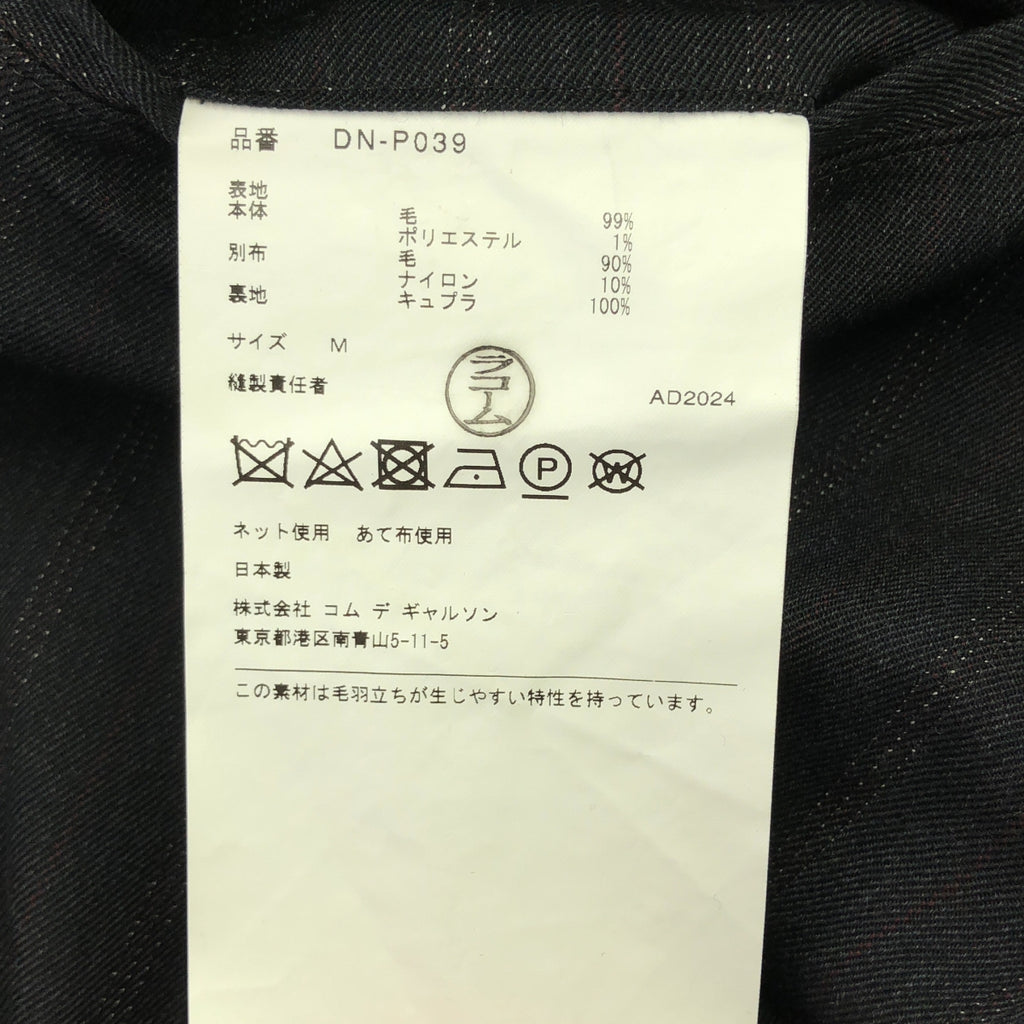 品番 DN-P039
表地
本体 毛 99%
ポリエステル 1%
別布 毛 90%
ナイロン 10%
裏地 キュプラ 100%
サイズ M
縫製責任者 ラコーム AD2024
P W
ネット使用 あて布使用
日本製
株式会社 コム デ ギャルソン
東京都港区南青山5-11-5
この素材は毛羽立ちが生じやすい特性を持っています。